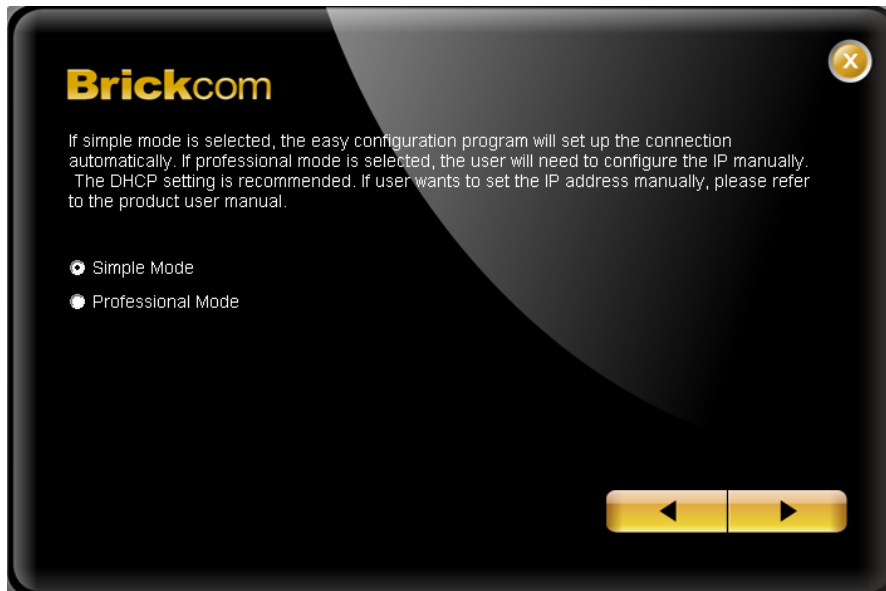 Brickcom
X
If simple mode is selected, the easy configuration program will set up the connection
automatically. If professional mode is selected, the user will need to configure the IP manually.
The DHCP setting is recommended. If user wants to set the IP address manually, please refer
to the product user manual.
Simple Mode
Professional Mode